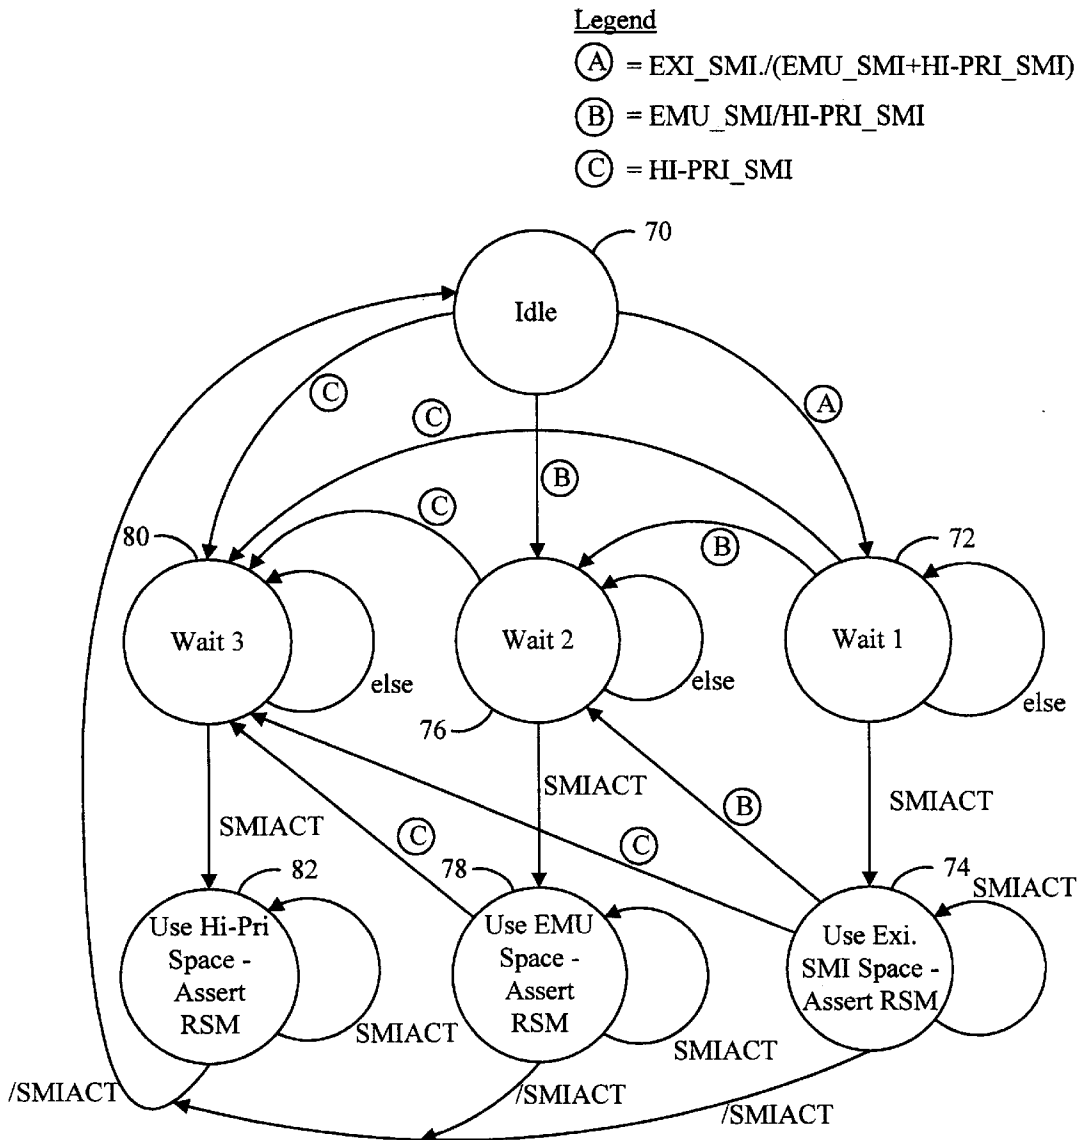 Legend
A = EXI_SMI./(EMU_SMI+HI-PRI_SMI)
B = EMU_SMI/HI-PRI_SMI
C = HI-PRI_SMI
70
Idle
C
A
C
B
C
B
80
72
Wait 3
else
Wait 2
else
Wait 1
else
76
SMIACT
SMIACT
SMIACT
B
C
C
82
78
74
SMIACT
Use Hi-Pri
Space -
Assert
RSM
SMIACT
Use EMU
Space -
Assert
RSM
SMIACT
Use Exi.
SMI Space -
Assert RSM
/SMIACT
/SMIACT
/SMIACT